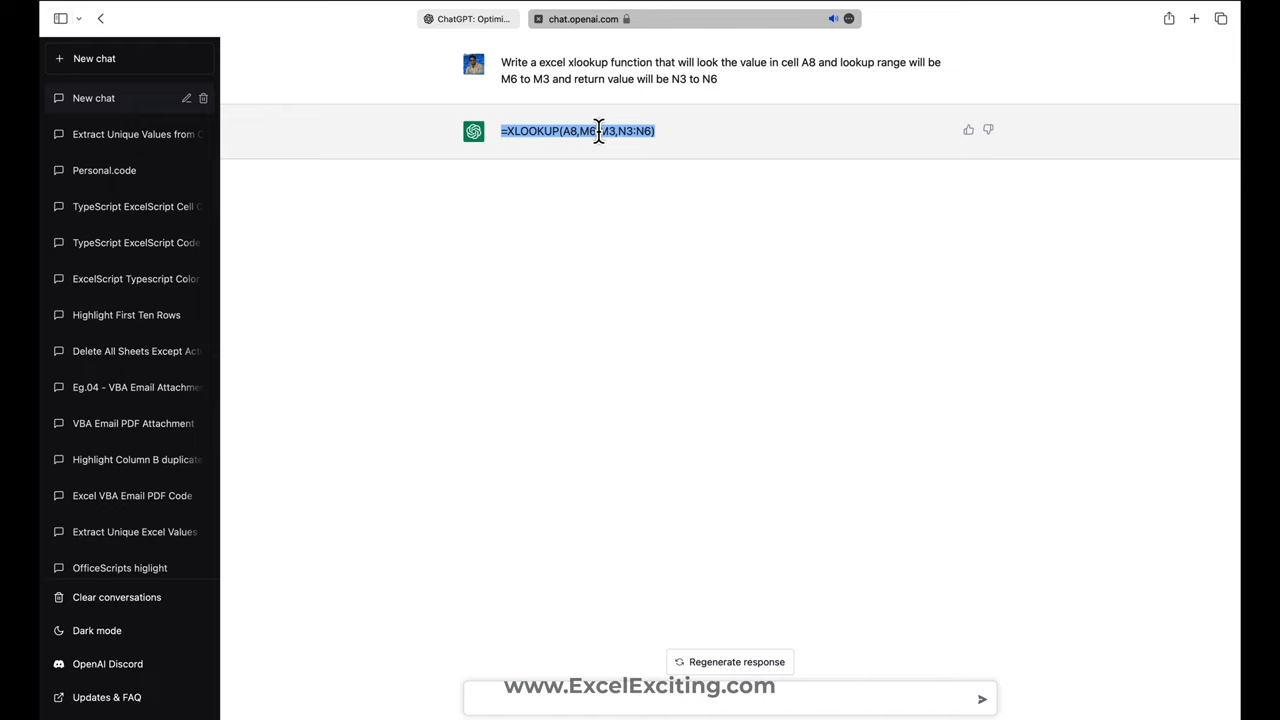 ChatGPT: Optimi...
chat.openai.com
New chat
New chat
Extract Unique Values from C
Personal.code
TypeScript ExcelScript Cell C
TypeScript ExcelScript Code
ExcelScript Typescript Color
Highlight First Ten Rows
Delete All Sheets Except Act
Eg.04 - VBA Email Attachme
VBA Email PDF Attachment
Highlight Column B duplicate
Excel VBA Email PDF Code
Extract Unique Excel Values
OfficeScripts higlight
Clear conversations
Dark mode
OpenAI Discord
Updates & FAQ
Write a excel xlookup function that will look the value in cell A8 and lookup range will be
M6 to M3 and return value will be N3 to N6
=XLOOKUP(A8,M6:M3,N3:N6)
Regenerate response
www.ExcelExciting.com